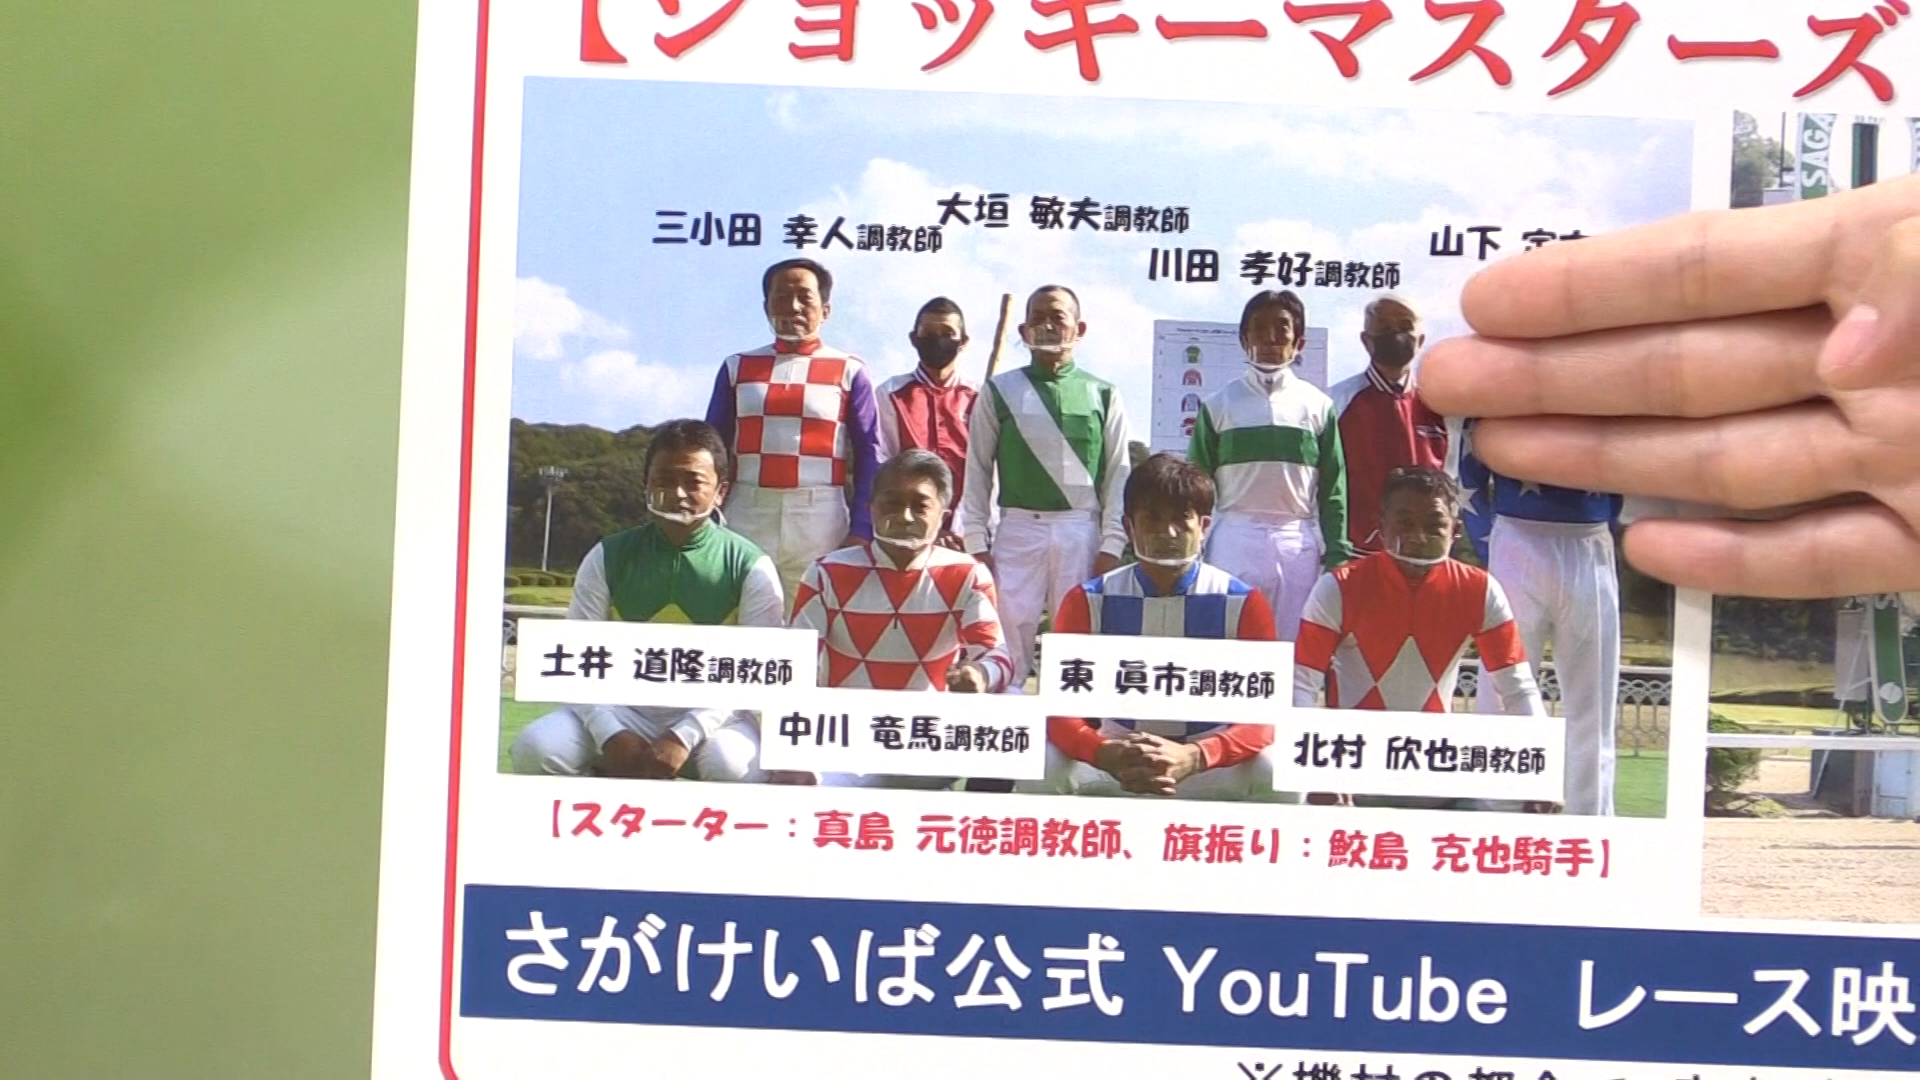 【ジョッキーマスターズ
SAGA
三小田 幸人調教師
大垣 敏夫調教師
川田 孝好調教師
山下
土井 道隆調教師
東 眞市調教師
中川 竜馬調教師
北村 欣也調教師
【スターター：真島 元徳調教師、旗振り：鮫島 克也騎手】
さがけいば公式 YouTube レース映